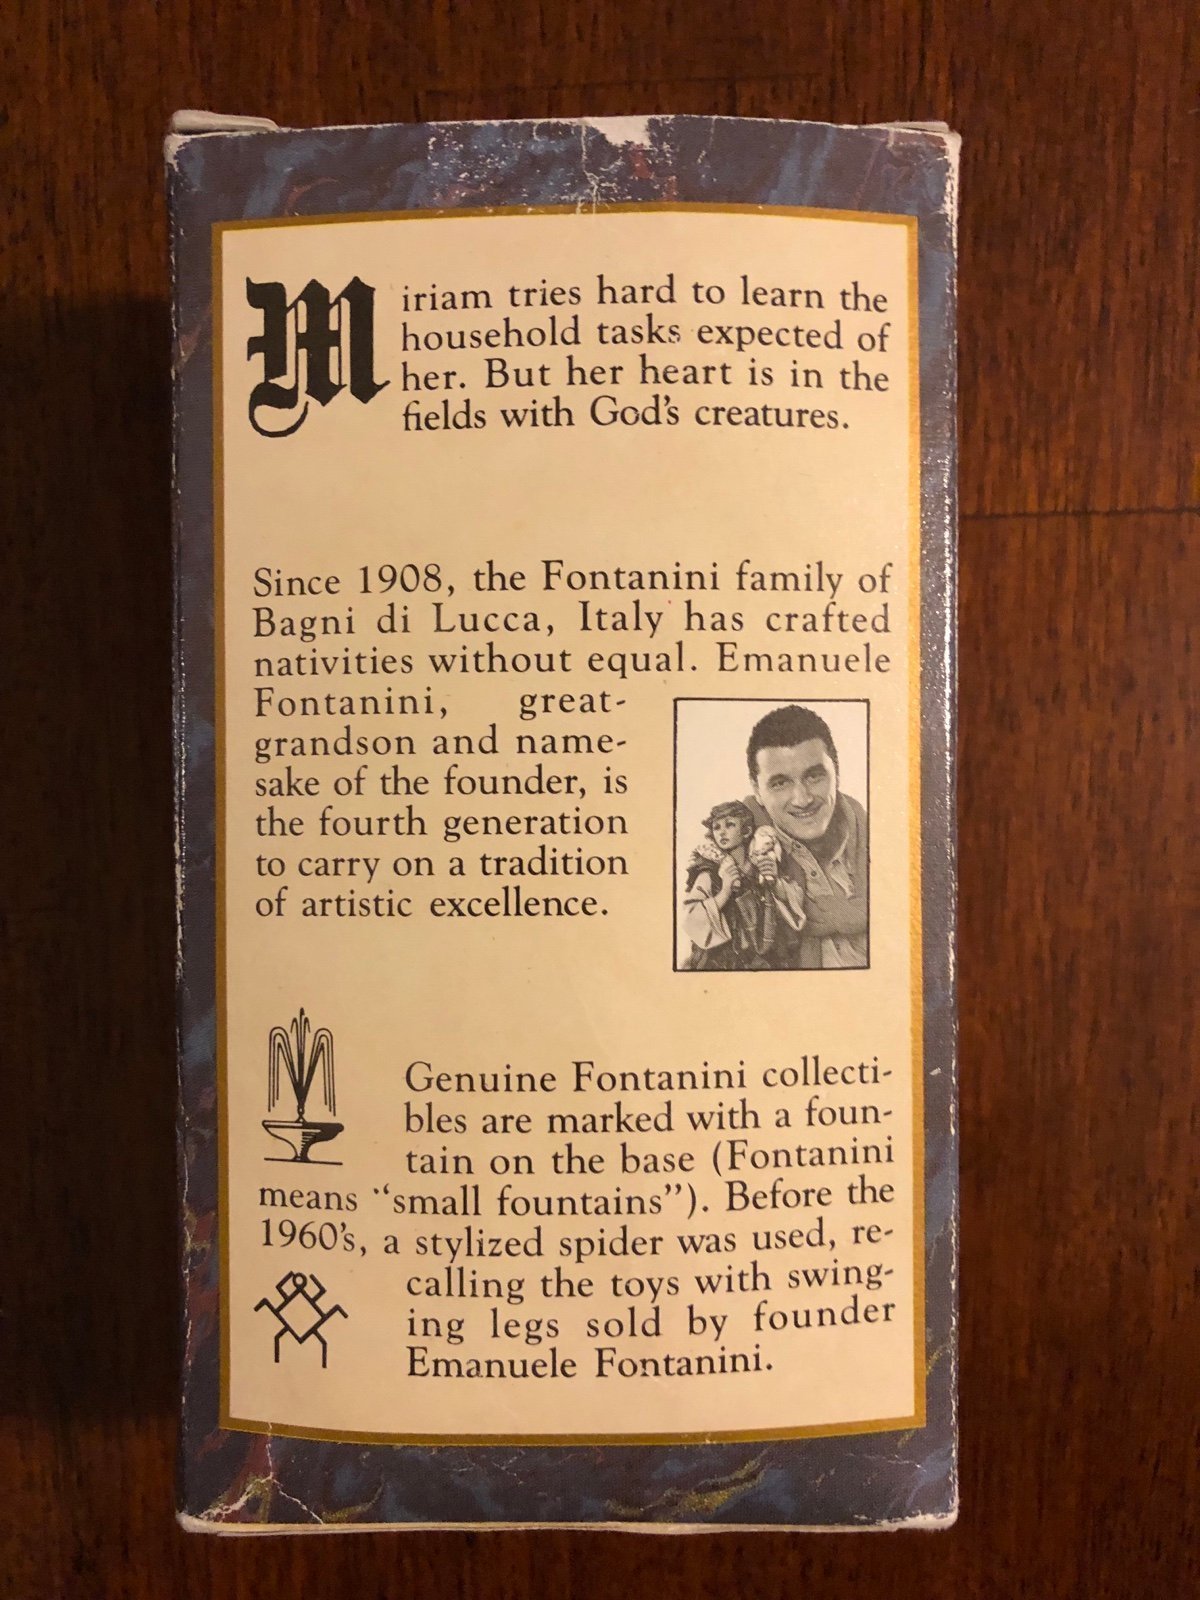 Miriam tries hard to learn the
household tasks expected of
her. But her heart is in the
fields with God's creatures.
Since 1908, the Fontanini family of
Bagni di Lucca, Italy has crafted
nativities without equal. Emanuele
Fontanini, great-
grandson and name-
sake of the founder, is
the fourth generation
to carry on a tradition
of artistic excellence.
Genuine Fontanini collecti-
bles are marked with a foun-
tain on the base (Fontanini
means "small fountains"). Before the
1960's, a stylized spider was used, re-
calling the toys with swing-
ing legs sold by founder
Emanuele Fontanini.